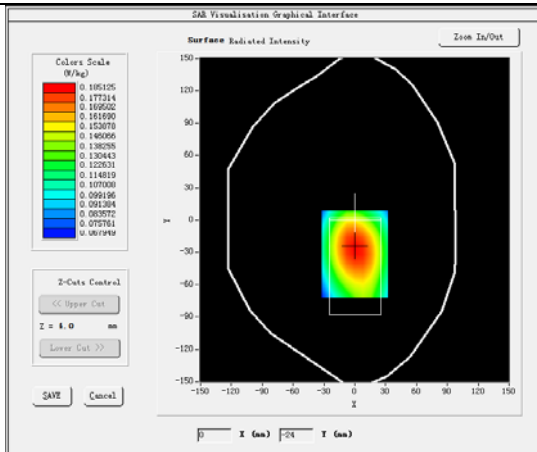 SAR Visualisation Graphical Interface
Surface Radiated Intensity
Zoom In/Out
Colors Scale
(W/kg)
0.185125
0.177314
0.169502
0.161690
0.153878
0.146066
0.138255
0.130443
0.122631
0.114819
0.107008
0.099196
0.091384
0.083572
0.075761
0.067949
Z-Cuts Control
<< Upper Cut
Z = 4.0 mm
Lower Cut >>
SAVE
Cancel
150
120
90
60
30
0
-30
-60
-90
-120
-150
Y
-150 -120 -90 -60 -30 0 30 60 90 120 150
X
0 X (mm) -24 Y (mm)